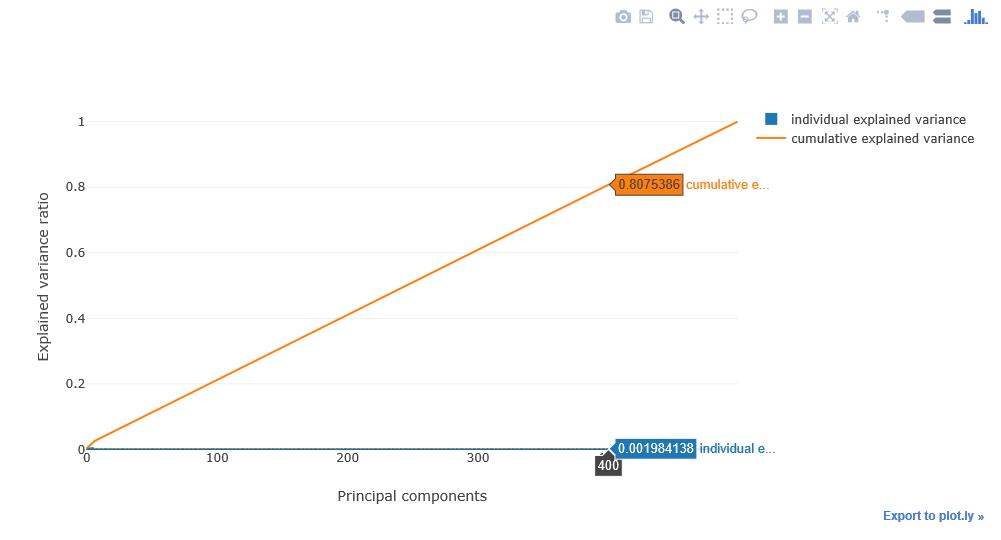 individual explained variance
cumulative explained variance
1
0.8
0.6
0.4
0.2
0
Explained variance ratio
0.8075386 cumulative e...
0.001984138 individual e...
0
100
200
300
400
Principal components
Export to plot.ly »